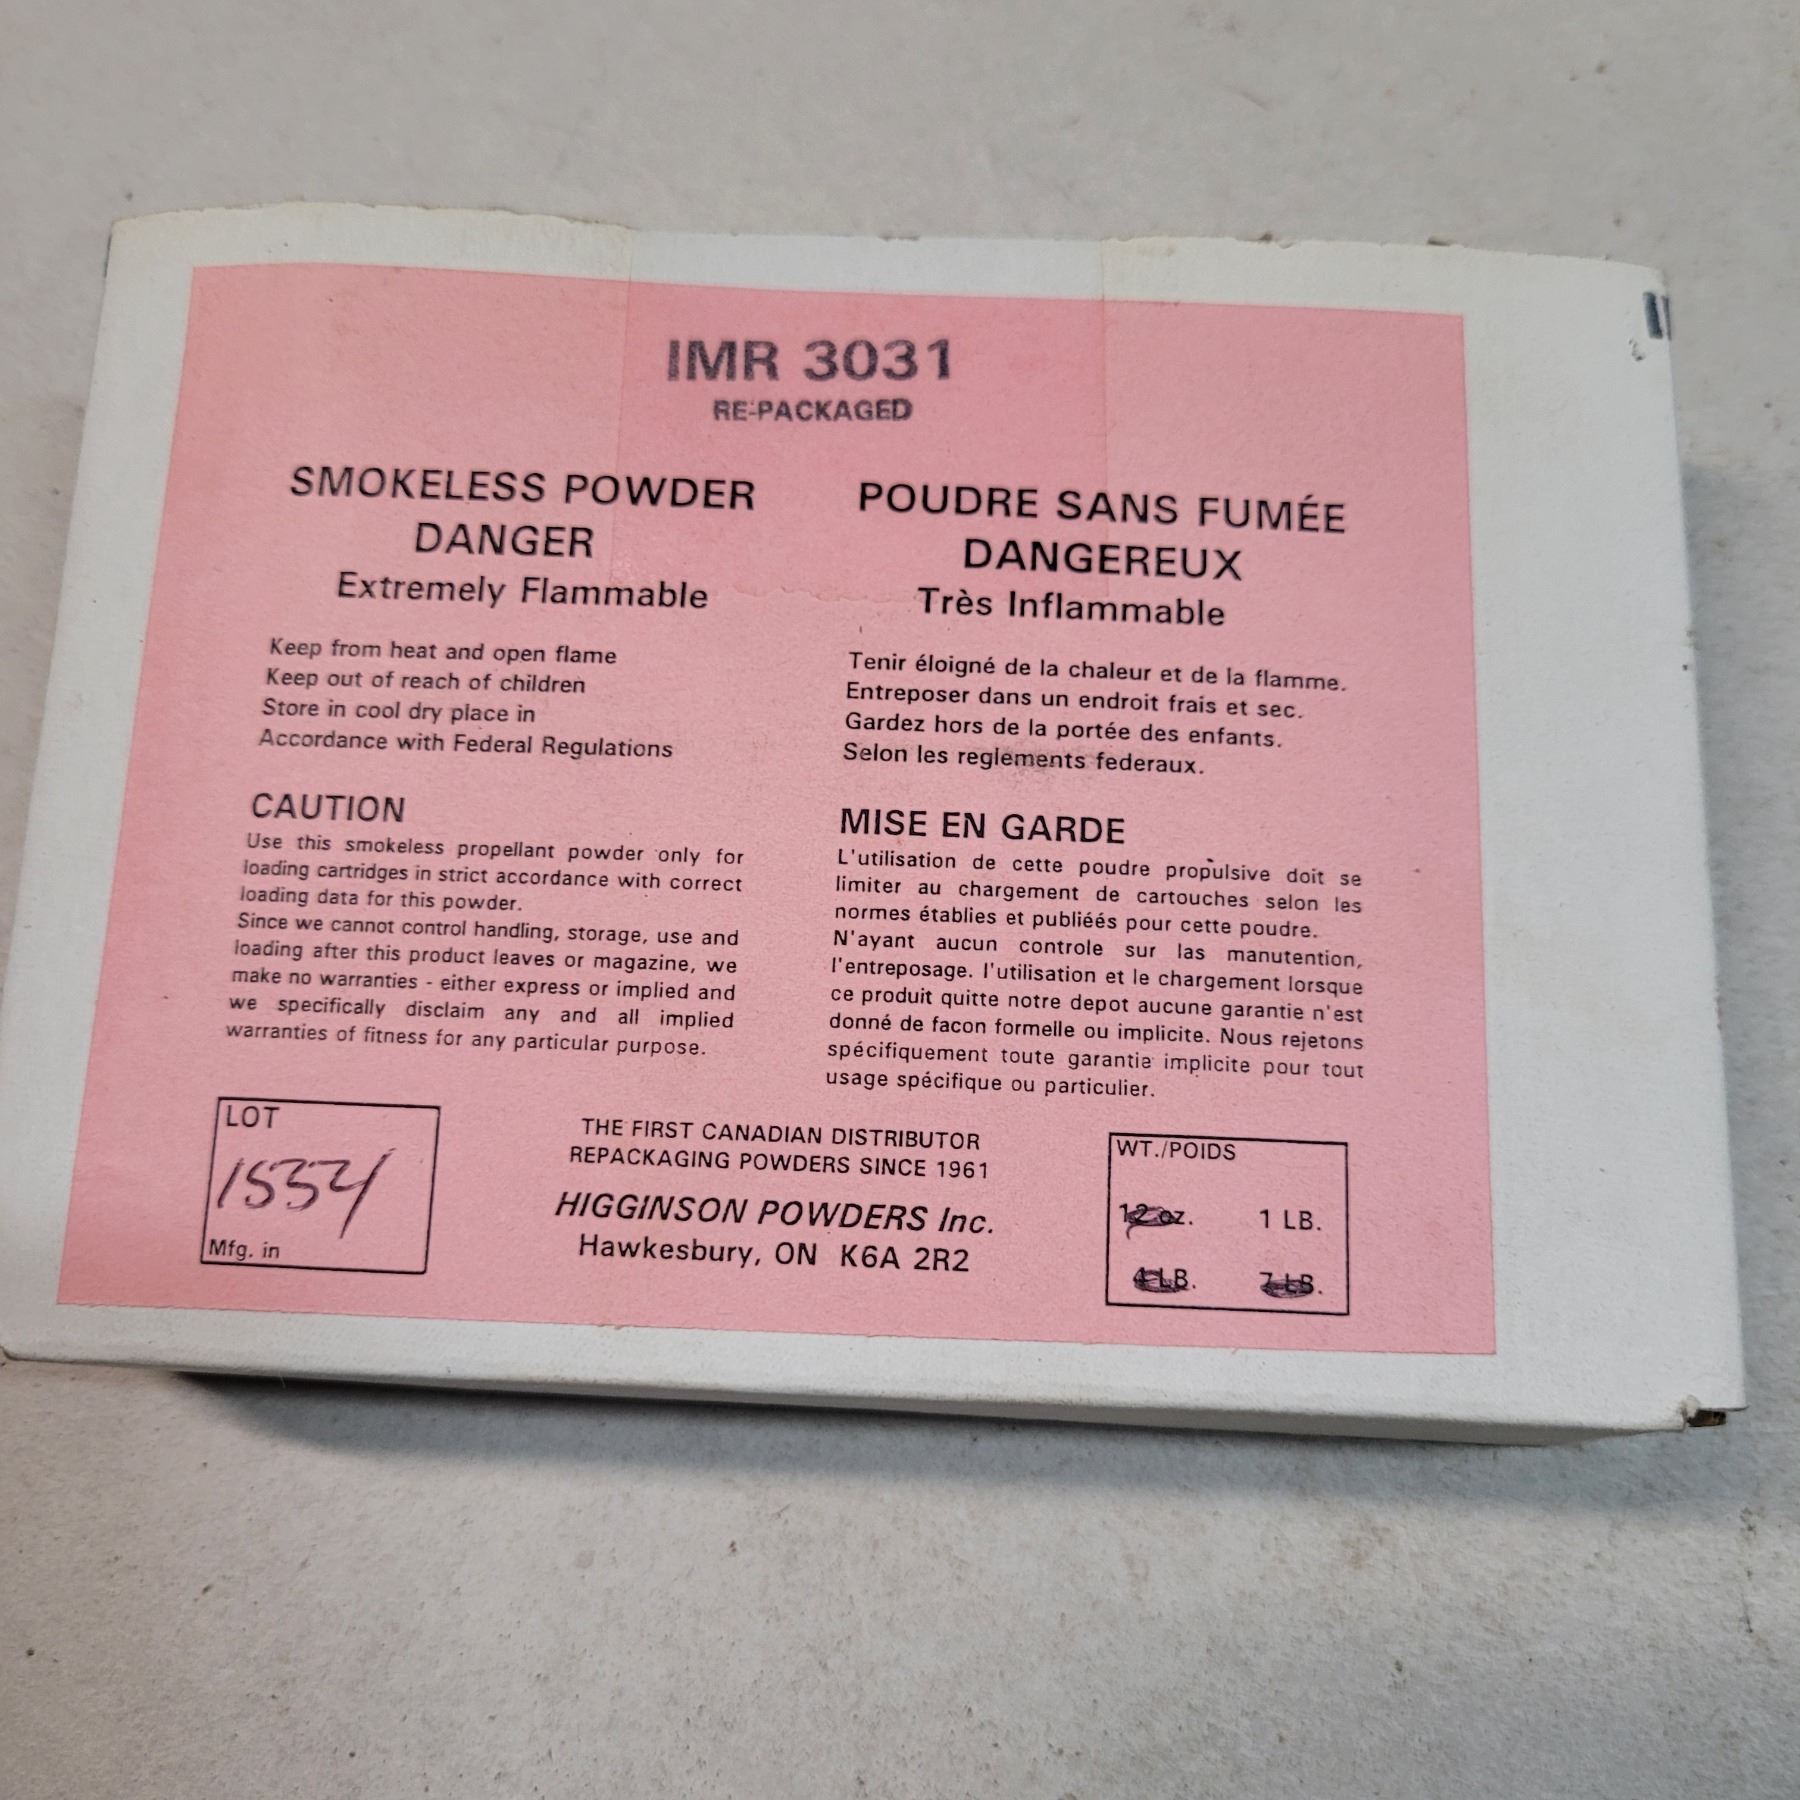 IMR 3031
RE-PACKAGED
SMOKELESS POWDER
DANGER
Extremely Flammable
Keep from heat and open flame
Keep out of reach of children
Store in cool dry place in
Accordance with Federal Regulations
CAUTION
Use this smokeless propellant powder only for
loading cartridges in strict accordance with correct
loading data for this powder.
Since we cannot control handling, storage, use and
loading after this product leaves or magazine, we
make no warranties - either express or implied and
we specifically disclaim any and all implied
warranties of fitness for any particular purpose.
POUDRE SANS FUMÉE
DANGEREUX
Très Inflammable
Tenir éloigné de la chaleur et de la flamme.
Entreposer dans un endroit frais et sec.
Gardez hors de la portée des enfants.
Selon les reglements federaux.
MISE EN GARDE
L'utilisation de cette poudre propulsive doit se
limiter au chargement de cartouches selon les
normes établies et publiéés pour cette poudre.
N'ayant aucun controle sur las manutention,
l'entreposage. l'utilisation et le chargement lorsque
ce produit quitte notre depot aucune garantie n'est
donné de facon formelle ou implicite. Nous rejetons
spécifiquement toute garantie implicite pour tout
usage spécifique ou particulier.
LOT
1554
Mfg. in
THE FIRST CANADIAN DISTRIBUTOR
REPACKAGING POWDERS SINCE 1961
HIGGINSON POWDERS Inc.
Hawkesbury, ON K6A 2R2
WT./POIDS
12 oz. 1 LB.
4 LB. 7 LB.